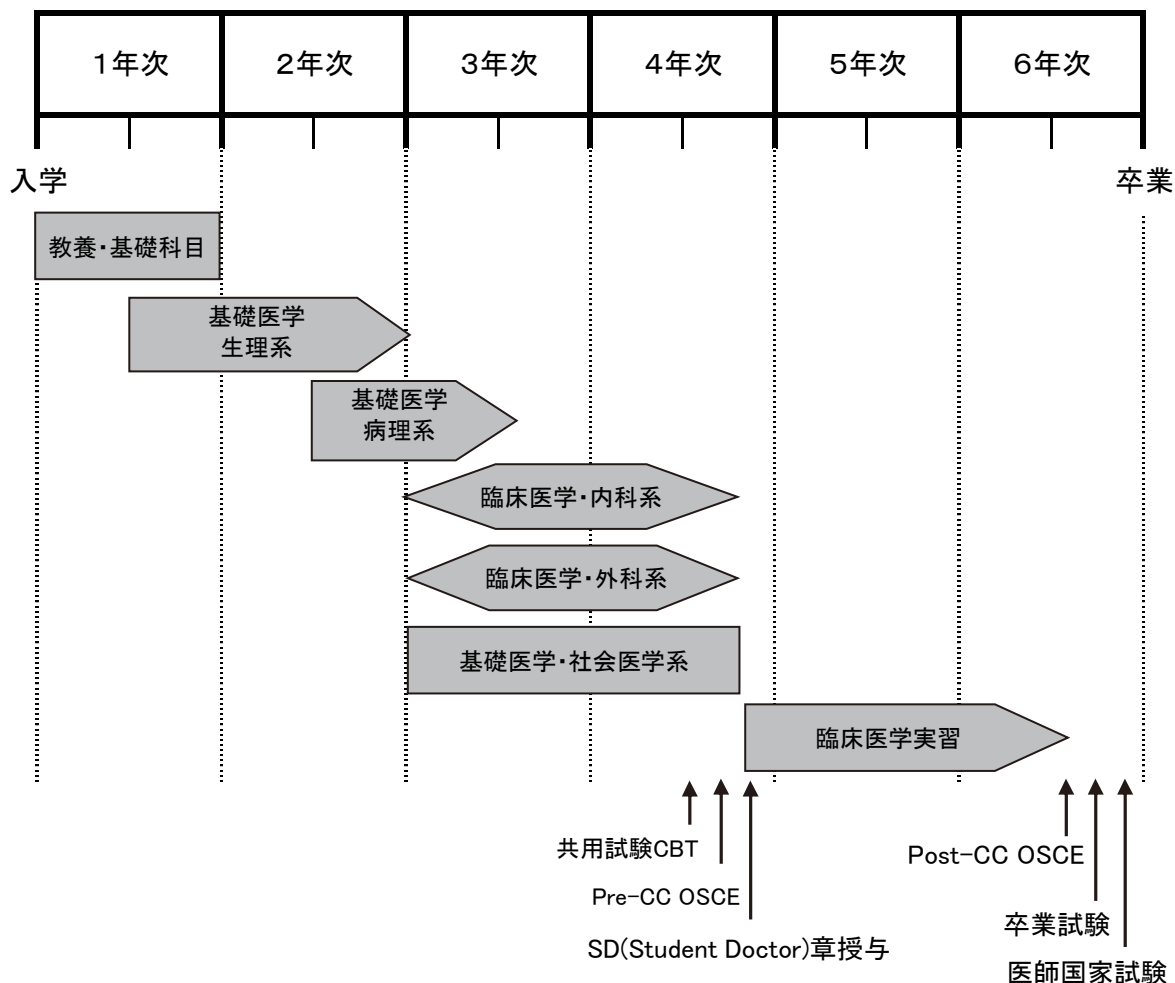 1年次
2年次
3年次
4年次
5年次
6年次
入学
卒業
教養・基礎科目
基礎医学
生理系
基礎医学
病理系
臨床医学・内科系
臨床医学・外科系
基礎医学・社会医学系
臨床医学実習
共用試験CBT
Pre-CC OSCE
SD(Student Doctor)章授与
Post-CC OSCE
卒業試験
医師国家試験